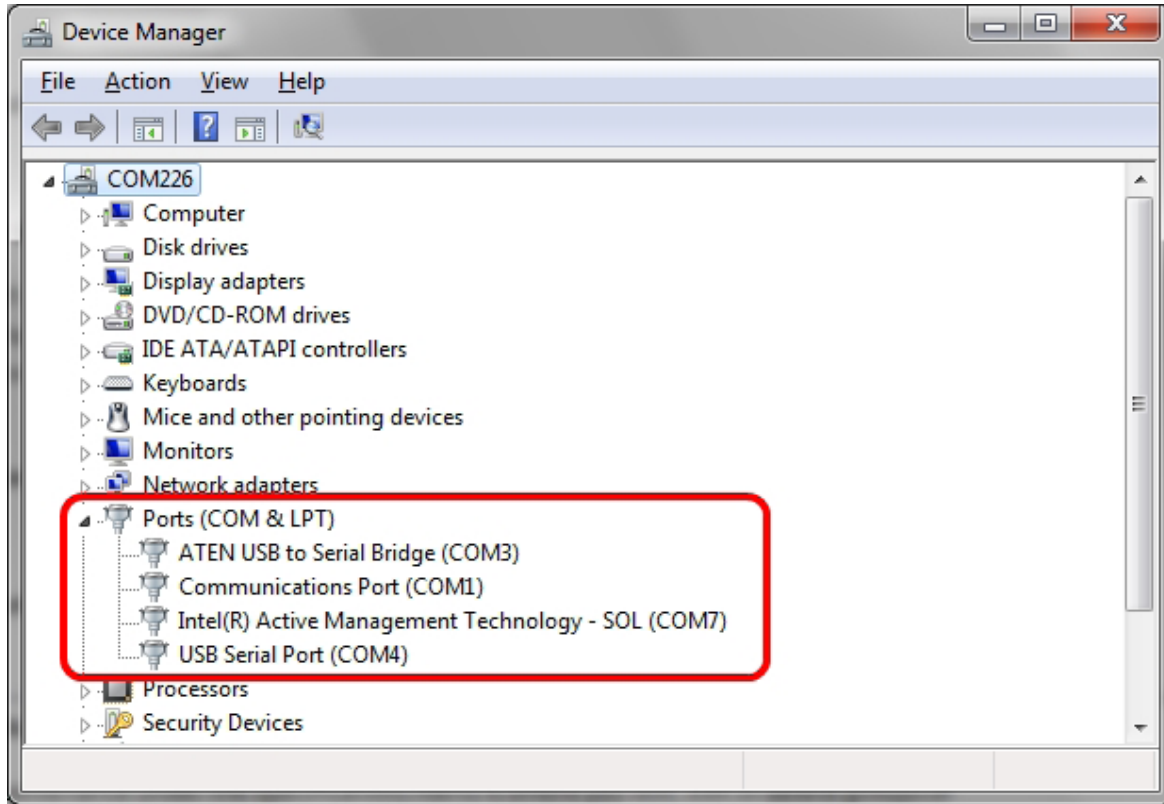 Device Manager
File Action View Help
COM226
Computer
Disk drives
Display adapters
DVD/CD-ROM drives
IDE ATA/ATAPI controllers
Keyboards
Mice and other pointing devices
Monitors
Network adapters
Ports (COM & LPT)
ATEN USB to Serial Bridge (COM3)
Communications Port (COM1)
Intel(R) Active Management Technology - SOL (COM7)
USB Serial Port (COM4)
Processors
Security Devices